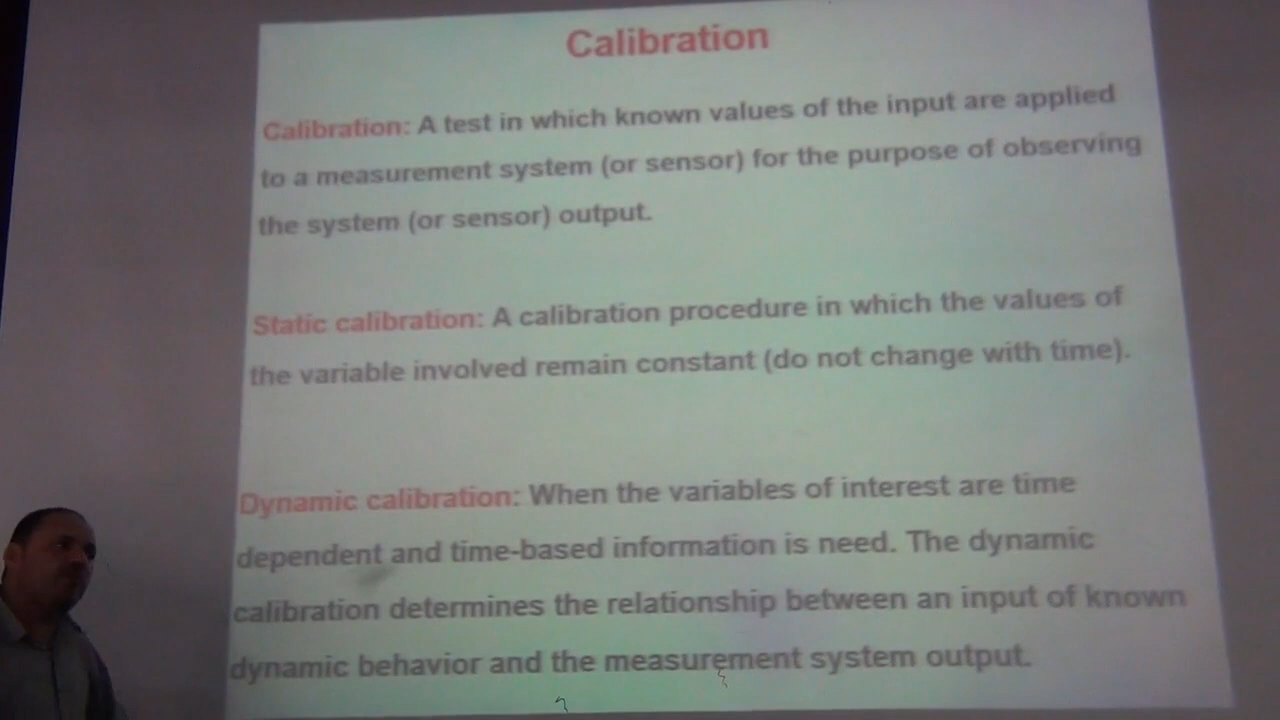 Calibration
Calibration: A test in which known values of the input are applied
to a measurement system (or sensor) for the purpose of observing
the system (or sensor) output.
Static calibration: A calibration procedure in which the values of
the variable involved remain constant (do not change with time).
Dynamic calibration: When the variables of interest are time
dependent and time-based information is need. The dynamic
calibration determines the relationship between an input of known
dynamic behavior and the measurement system output.